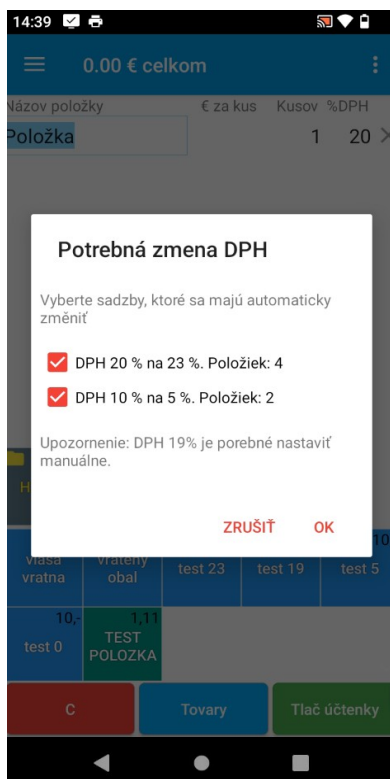 14:39
0.00 € celkom
Názov položky € za kus Kusov %DPH
Položka 1 20
Potrebná zmena DPH
Vyberte sadzby, ktoré sa majú automaticky
zmeniť
DPH 20 % na 23 %. Položiek: 4
DPH 10 % na 5 %. Položiek: 2
Upozornenie: DPH 19% je porebné nastaviť
manuálne.
H
ZRUŠIŤ OK
10
vratna
vrateny
obal
test 23
test 19
test 5
10,-
test 0
1,11
TEST
POLOZKA
C
Tovary
Tlač účtenky